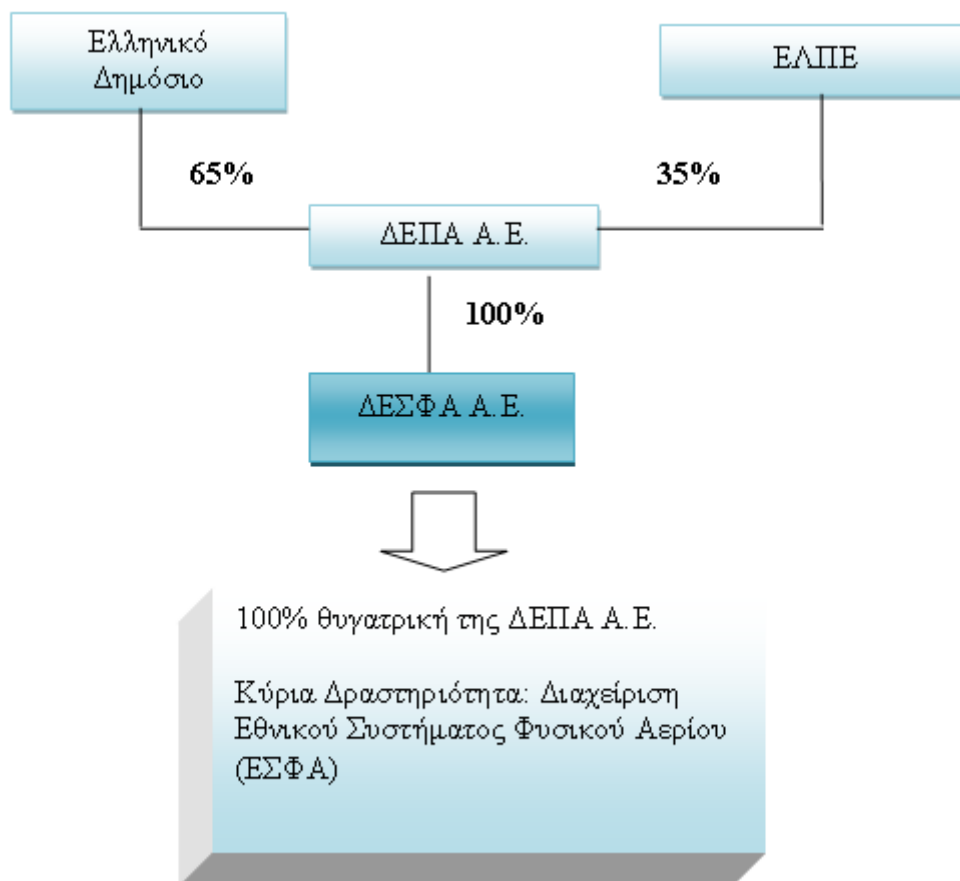 Ελληνικό
Δημόσιο
ΕΛΠΕ
65%
35%
ΔΕΠΑ Α.Ε.
100%
ΔΕΣΦΑ Α.Ε.
100% θυγατρική της ΔΕΠΑ Α.Ε.
Κύρια Δραστηριότητα: Διαχείριση
Εθνικού Συστήματος Φυσικού Αερίου
(ΕΣΦΑ)